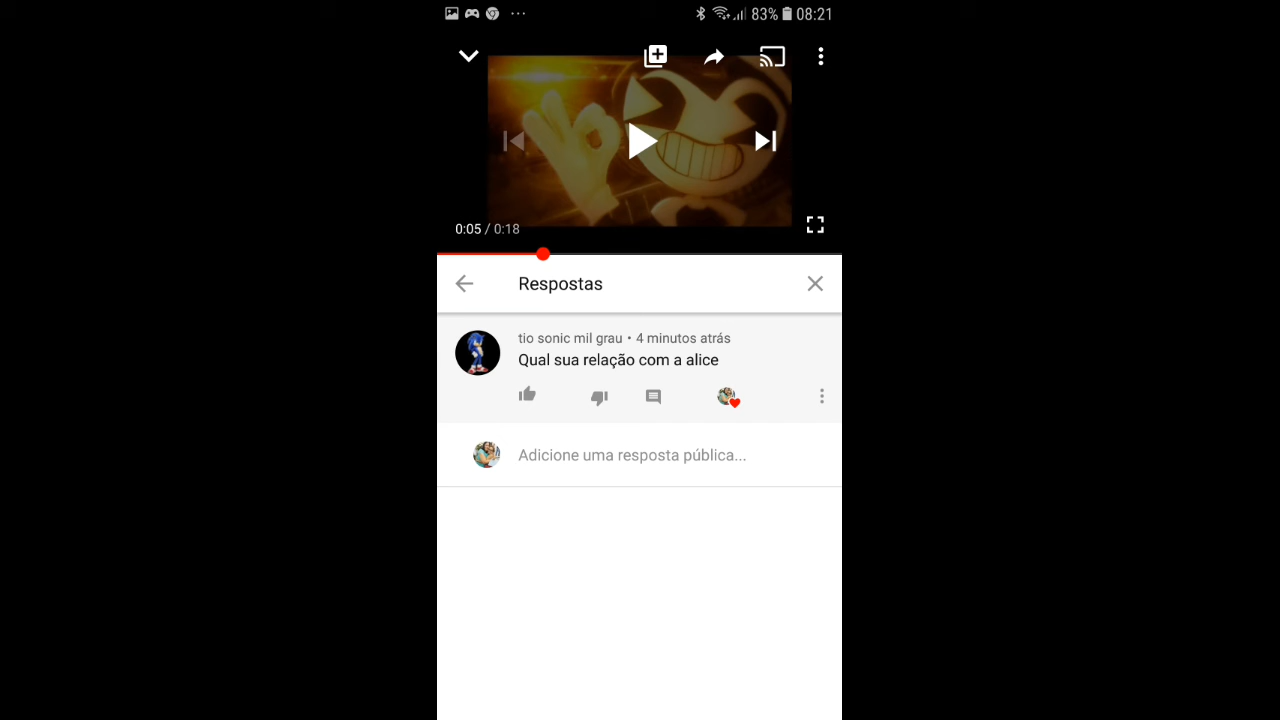 83% 08:21
0:05 / 0:18
Respostas
tio sonic mil grau • 4 minutos atrás
Qual sua relação com a alice
Adicione uma resposta pública...